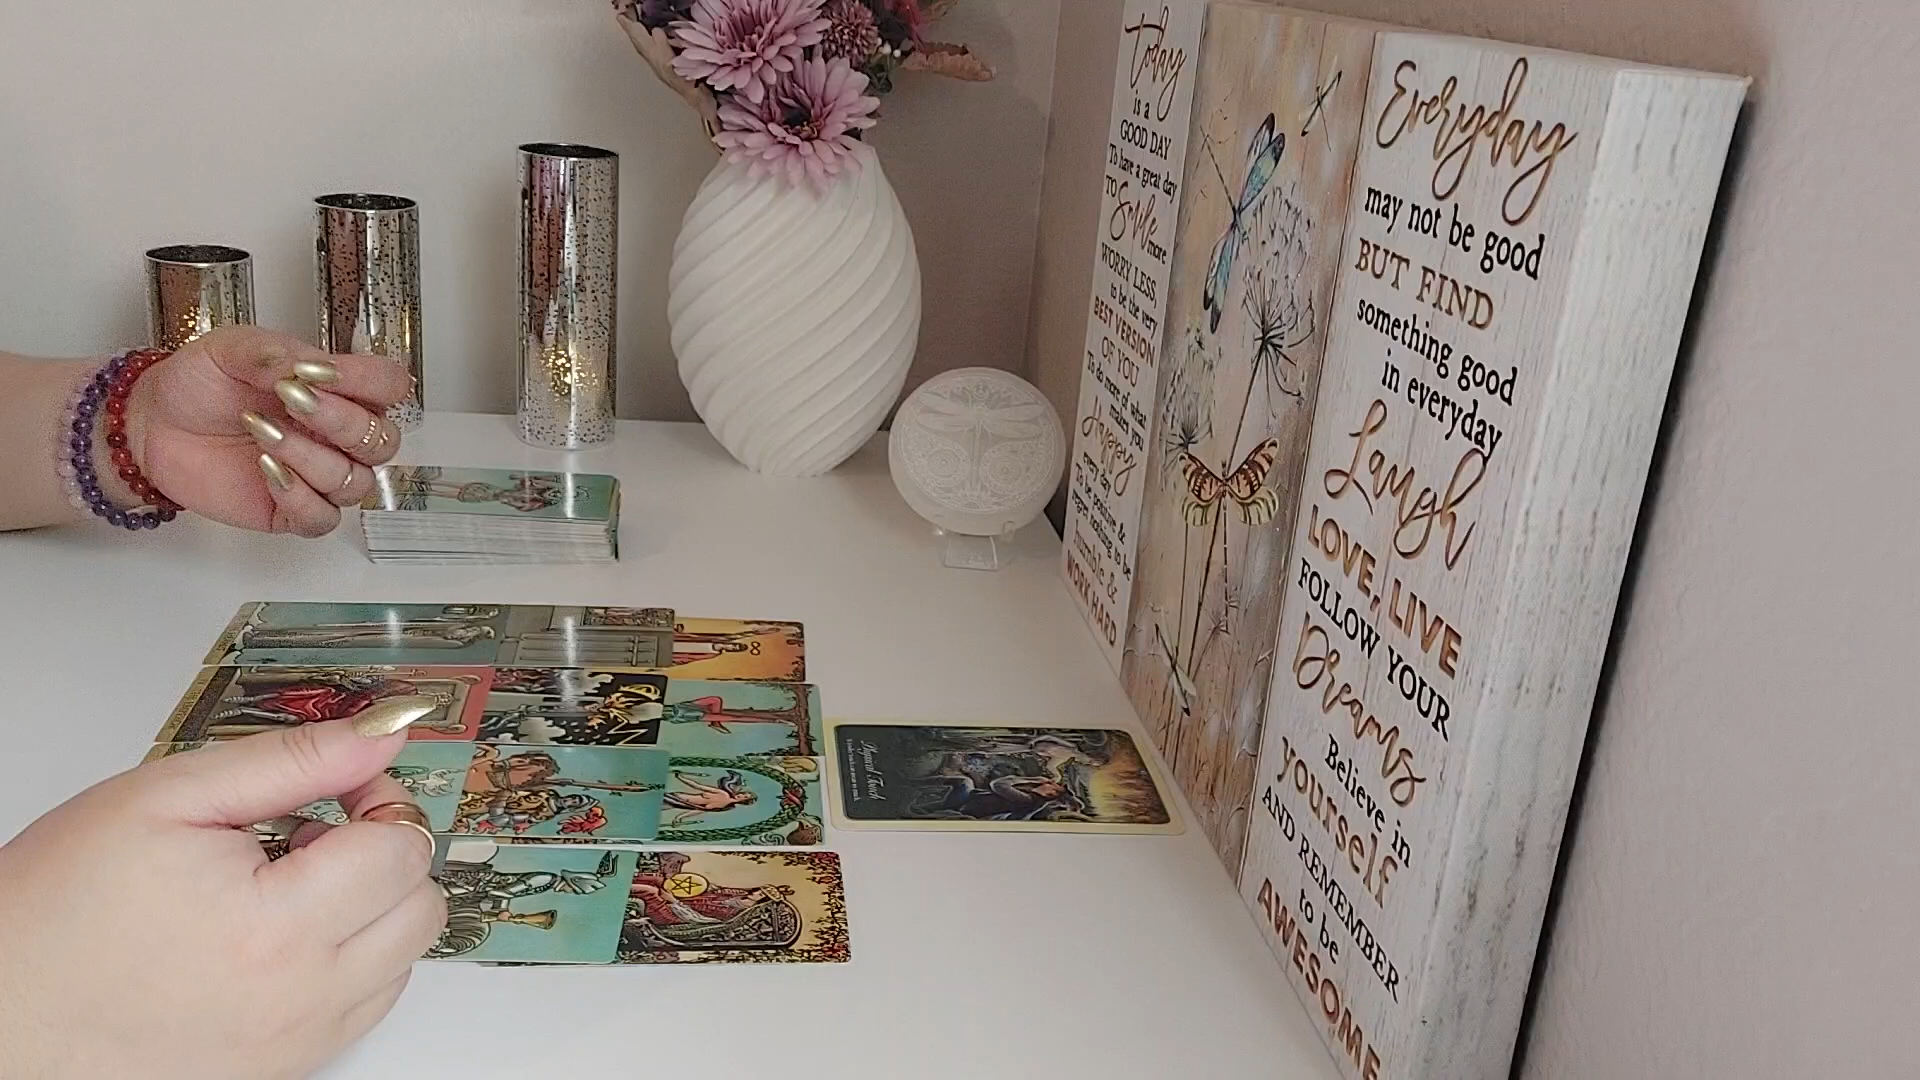 today
is a
GOOD DAY
To have a great day
TO Smile more
WORRY LESS,
to be the very
BEST VERSION
OF YOU
To do more of what
makes you
Happy
every day
To be positive &
regret nothing to be
humble &
WORK HARD
Everyday
may not be good
BUT FIND
something good
in everyday
Laugh
LOVE, LIVE
FOLLOW YOUR
Dreams
Believe in
yourself
AND REMEMBER
to be
AWESOME
Physical Touch